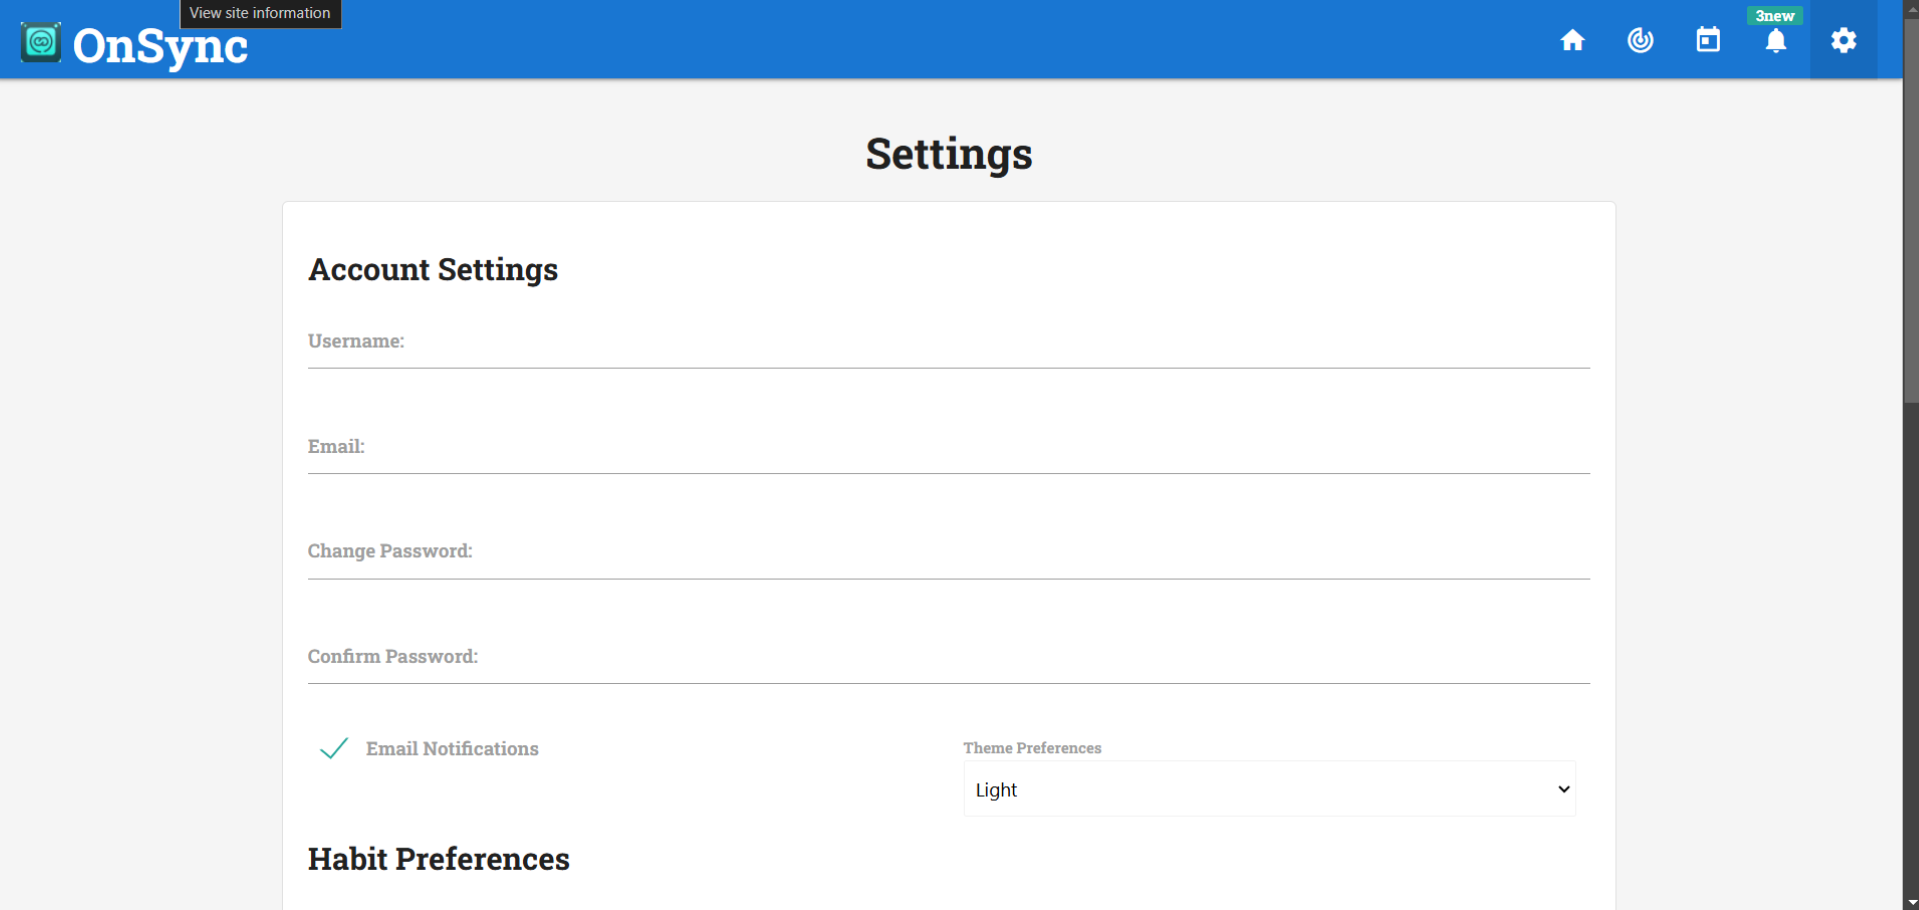 View site information
OnSync
3new
Settings
Account Settings
Username:
Email:
Change Password:
Confirm Password:
Email Notifications
Theme Preferences
Light
Habit Preferences